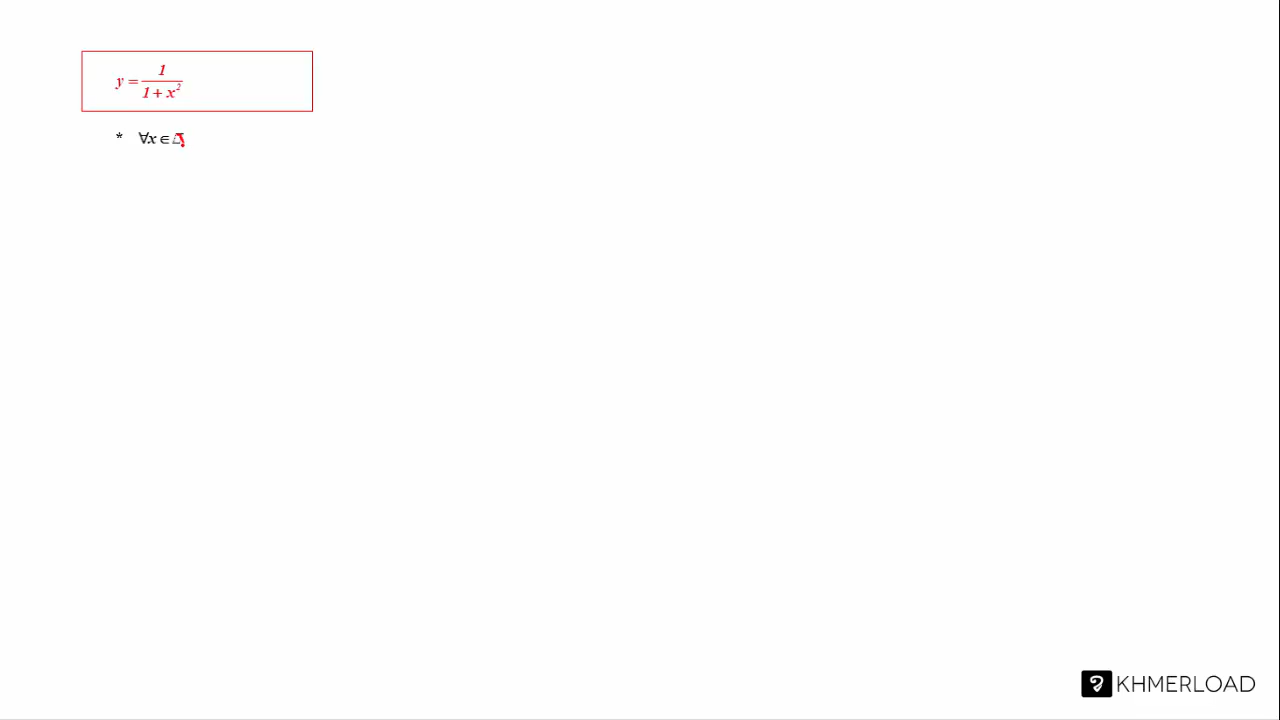 y = 1 / (1 + x²)
* ∀x ∈
KHMERLOAD